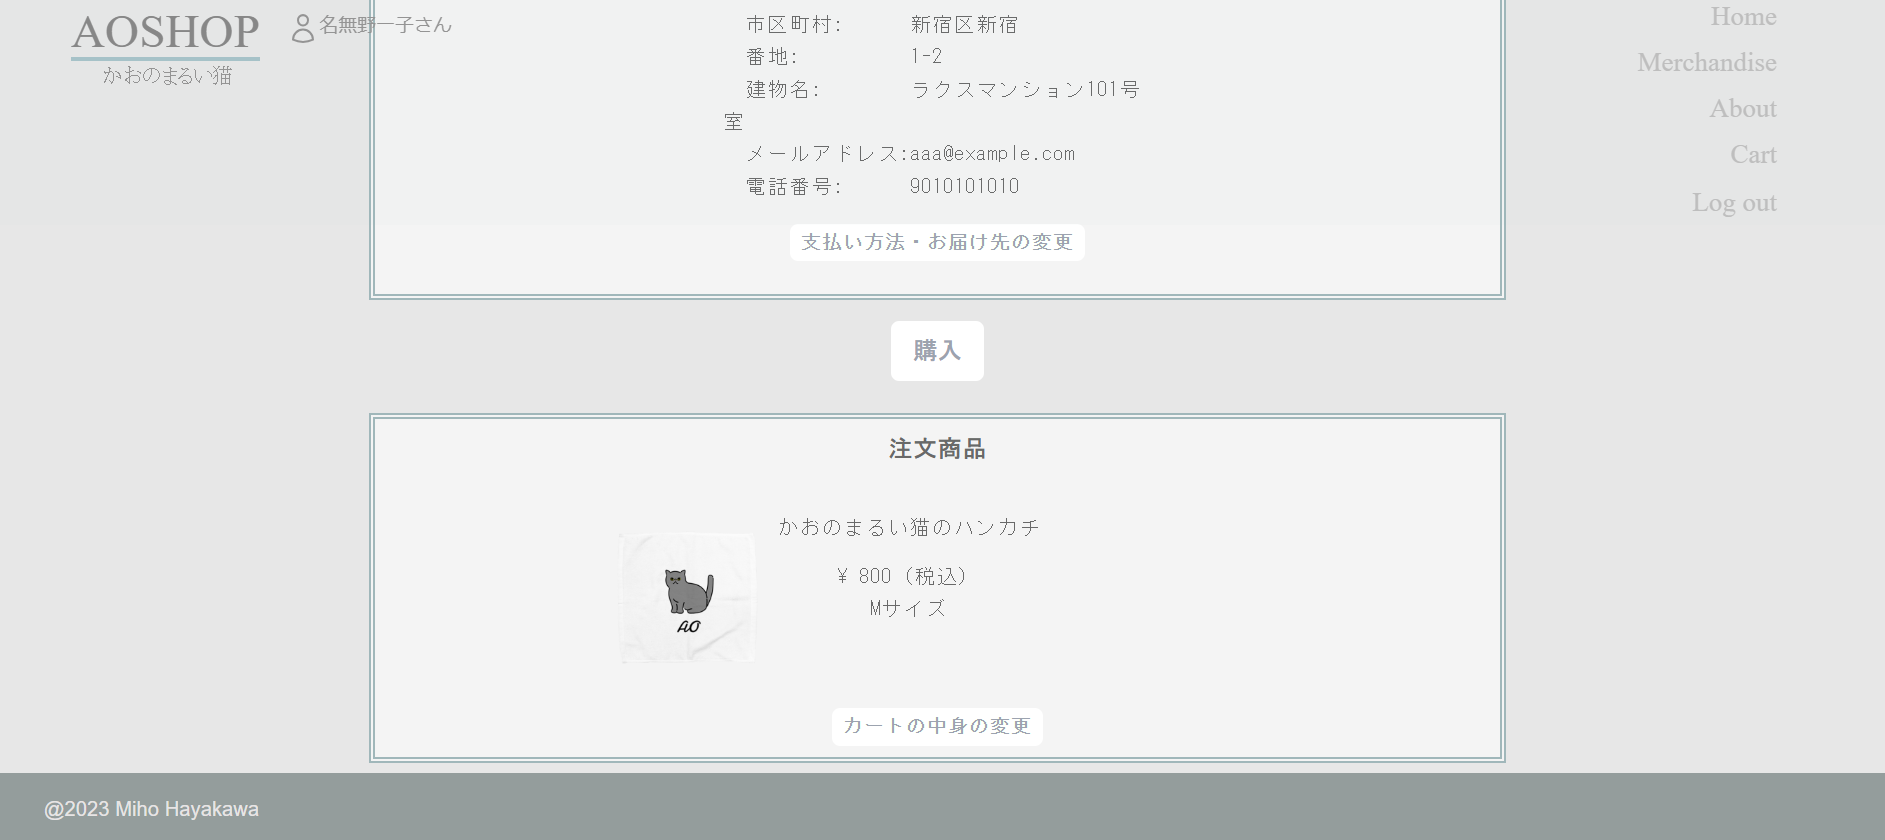 AOSHOP
かおのまるい猫
名無野一子さん
Home
Merchandise
About
Cart
Log out
市区町村: 新宿区新宿
番地: 1-2
建物名: ラクスマンション101号
室
メールアドレス:aaa@example.com
電話番号: 9010101010
支払い方法・お届け先の変更
購入
注文商品
かおのまるい猫のハンカチ
¥ 800 (税込)
Mサイズ
AO
カートの中身の変更
@2023 Miho Hayakawa